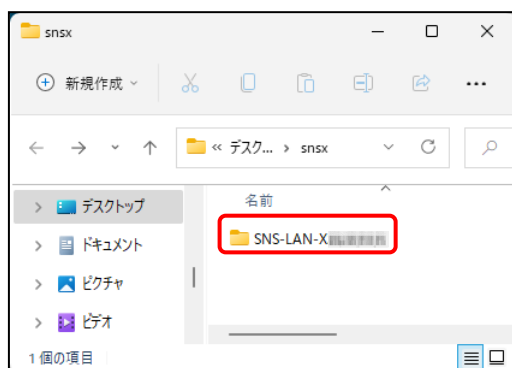 snsx
新規作成
デスク... › snsx
名前
デスクトップ
SNS-LAN-X
ドキュメント
ピクチャ
ビデオ
1 個の項目